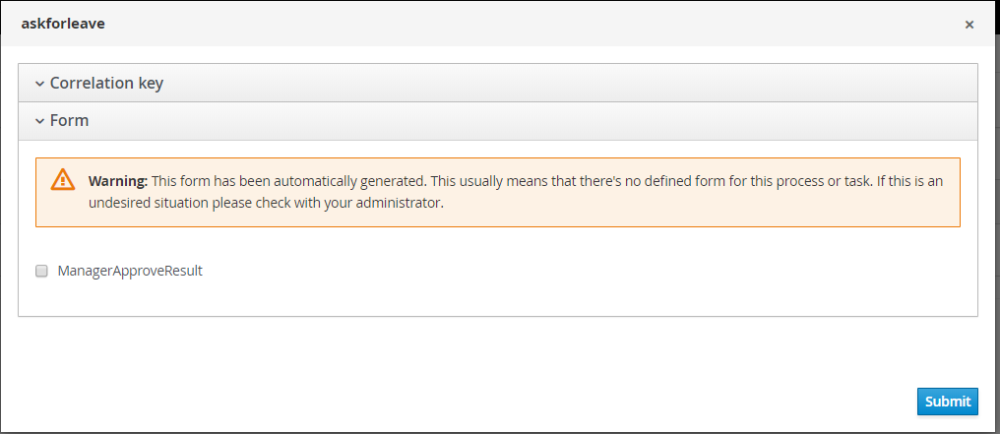 askforleave
×
Correlation key
Form
Warning: This form has been automatically generated. This usually means that there's no defined form for this process or task. If this is an
undesired situation please check with your administrator.
ManagerApproveResult
Submit